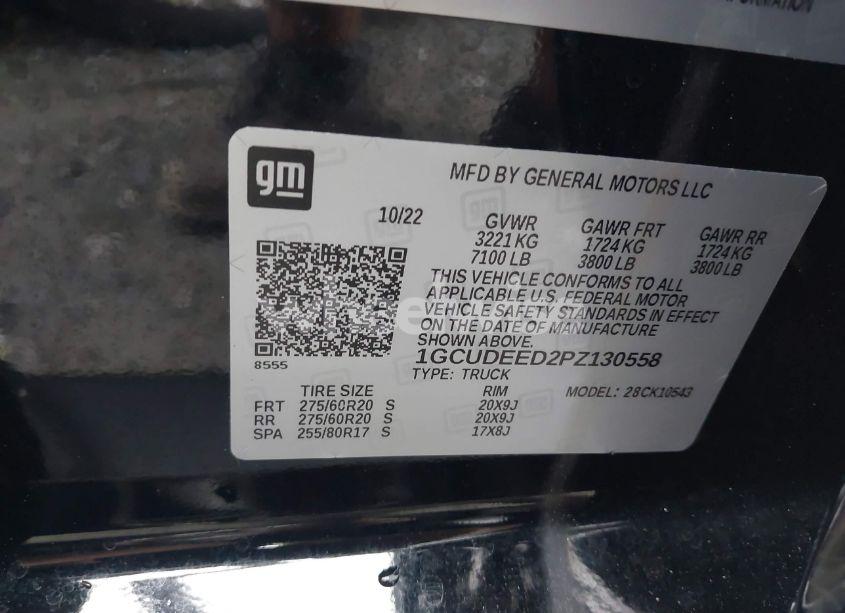 gm
MFD BY GENERAL MOTORS LLC
10/22
GVWR GAWR FRT GAWR RR
3221 KG 1724 KG 1724 KG
7100 LB 3800 LB 3800 LB
THIS VEHICLE CONFORMS TO ALL
APPLICABLE U.S. FEDERAL MOTOR
VEHICLE SAFETY STANDARDS IN EFFECT
ON THE DATE OF MANUFACTURE
SHOWN ABOVE.
8555
1GCUDEED2PZ130558
TYPE: TRUCK
TIRE SIZE RIM MODEL: 28CK10543
FRT 275/60R20 S 20X9J
RR 275/60R20 S 20X9J
SPA 255/80R17 S 17X8J